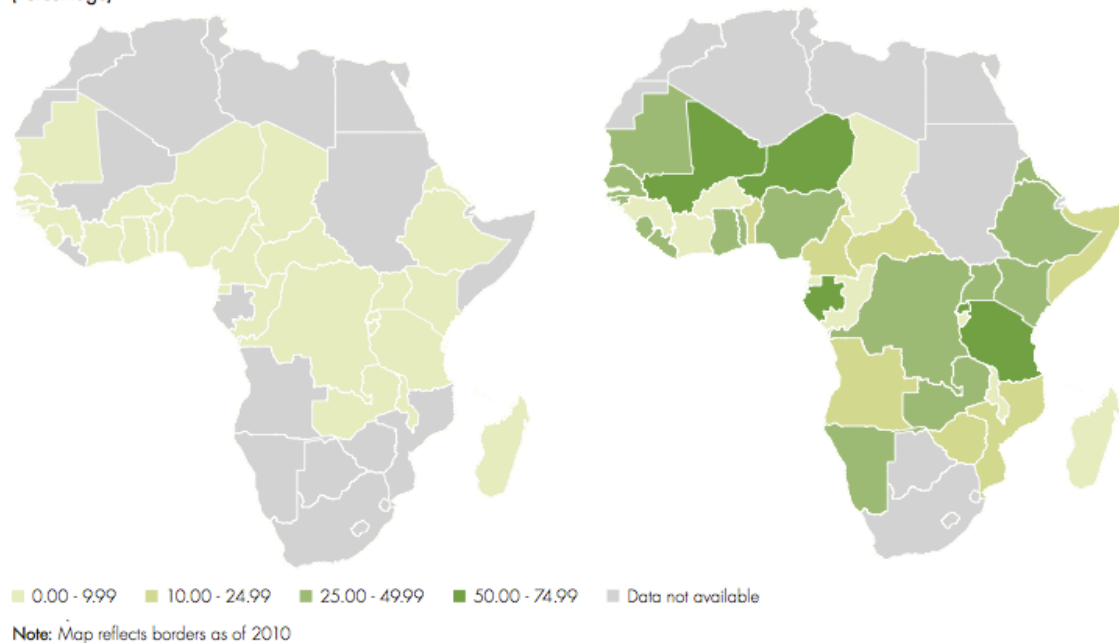 0.00 - 9.99 10.00 - 24.99 25.00 - 49.99 50.00 - 74.99 Data not available
Note: Map reflects borders as of 2010